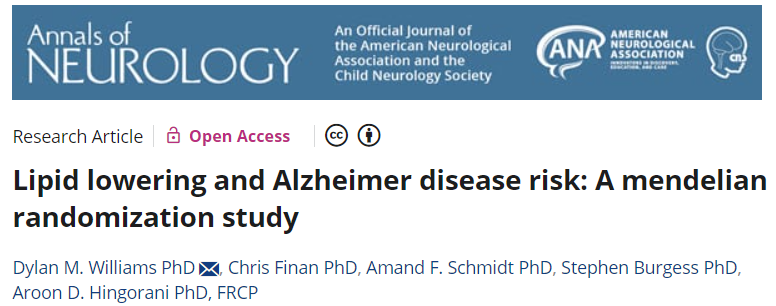 Annals of
NEUROLOGY
An Official Journal of
the American Neurological
Association and the
Child Neurology Society
ANA
AMERICAN
NEUROLOGICAL
ASSOCIATION
INNOVATIONS IN DISCOVERY,
EDUCATION, AND CARE
cns
Research Article
Open Access
cc
Lipid lowering and Alzheimer disease risk: A mendelian
randomization study
Dylan M. Williams PhD, Chris Finan PhD, Amand F. Schmidt PhD, Stephen Burgess PhD,
Aroon D. Hingorani PhD, FRCP